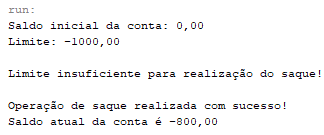 run:
Saldo inicial da conta: 0,00
Limite: -1000,00
Limite insuficiente para realização do saque!
Operação de saque realizada com sucesso!
Saldo atual da conta é -800,00